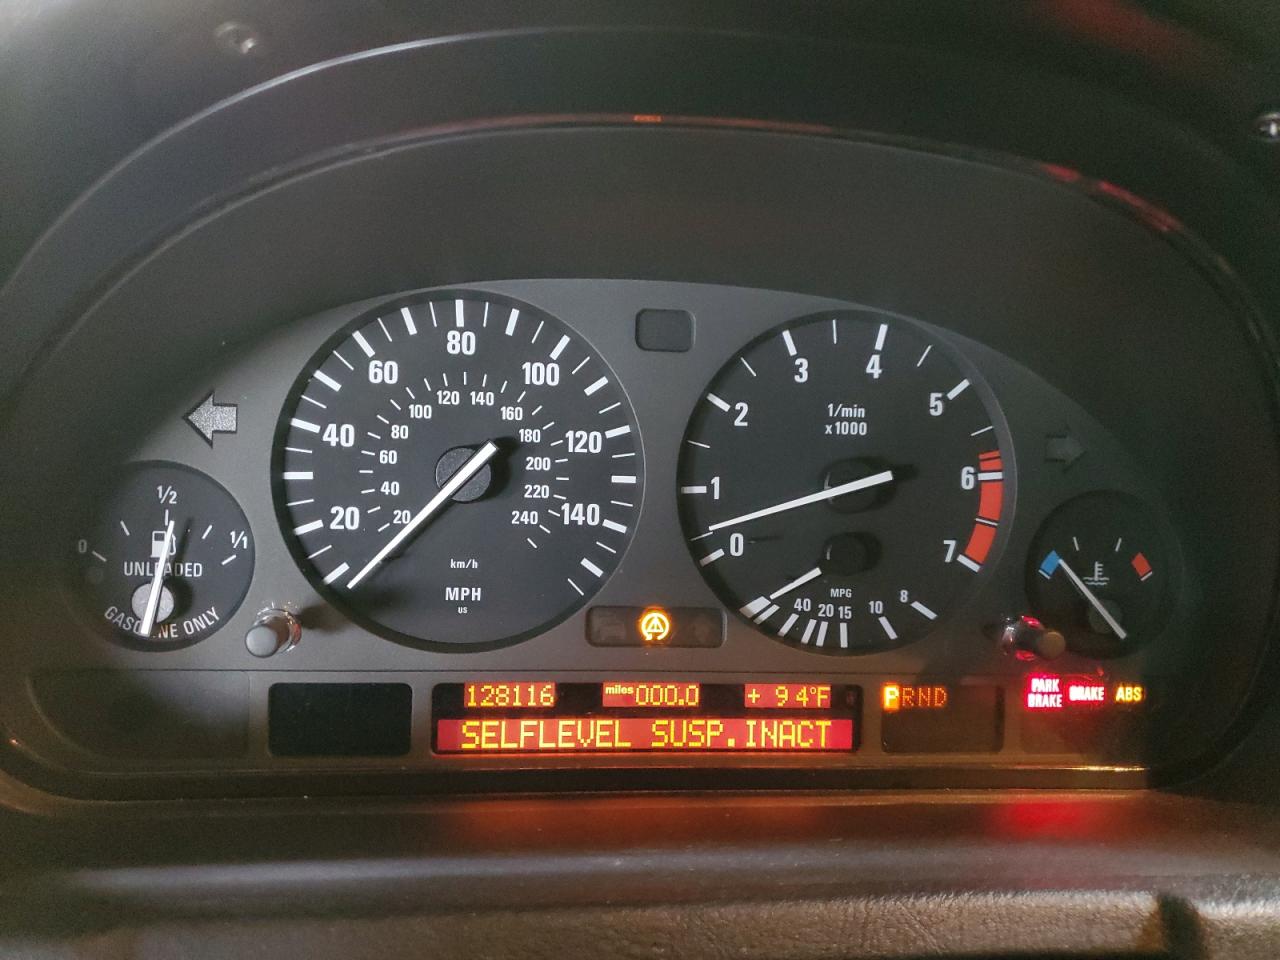 80
60
100
120 140
100
160
40
80
180
120
60
200
40
220
20
20
240
140
km/h
MPH
US
3
4
2
5
1/min
x1000
1
6
0
7
MPG
40 20 15 10 8
1/2
0
1/1
UNLEADED
GASOLINE ONLY
128116
miles 000.0
+ 94°F
PRND
PARK
BRAKE
BRAKE
ABS
SELFLEVEL SUSP.INACT